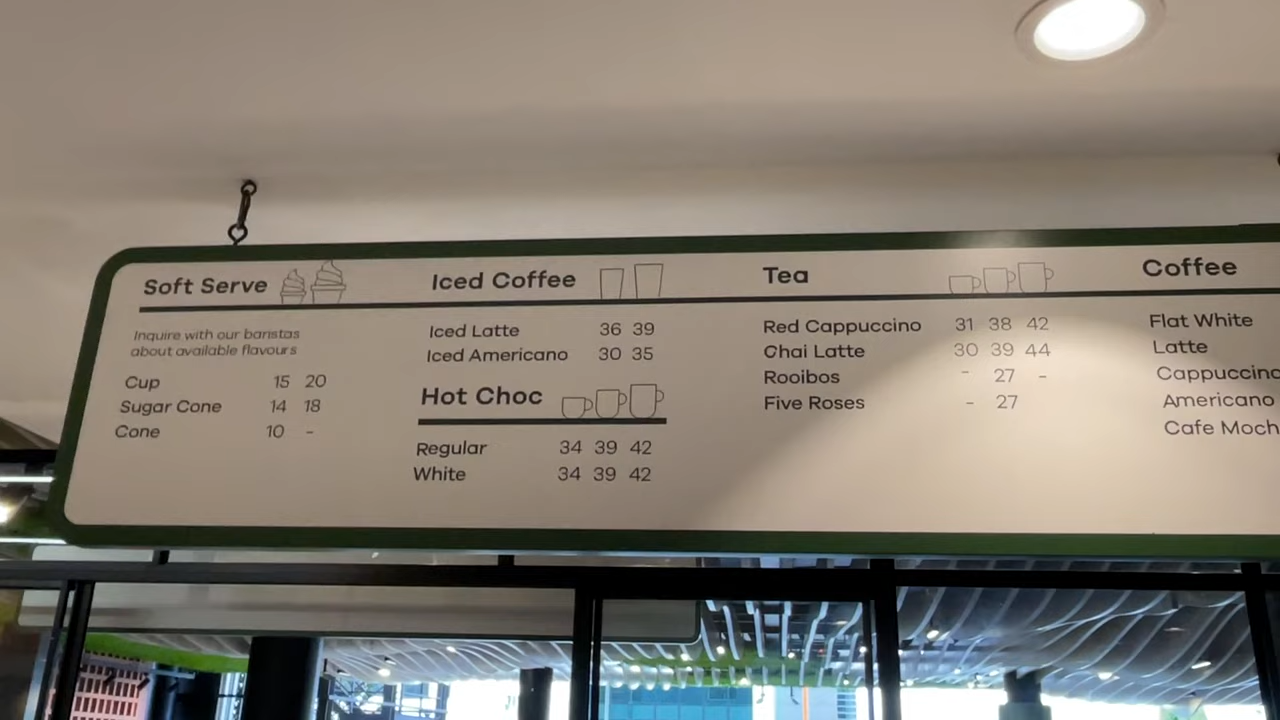 Soft Serve
Inquire with our baristas
about available flavours
Cup 15 20
Sugar Cone 14 18
Cone 10 -
Iced Coffee
Iced Latte 36 39
Iced Americano 30 35
Hot Choc
Regular 34 39 42
White 34 39 42
Tea
Red Cappuccino 31 38 42
Chai Latte 30 39 44
Rooibos - 27 -
Five Roses - 27
Coffee
Flat White
Latte
Cappuccino
Americano
Cafe Moch